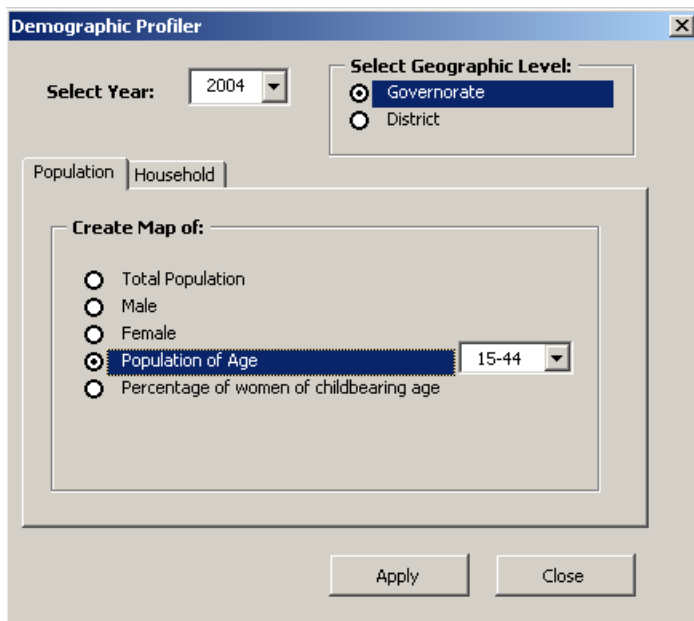 Demographic Profiler
Select Year:
2004
Select Geographic Level:
Governorate
District
Population
Household
Create Map of:
Total Population
Male
Female
Population of Age
15-44
Percentage of women of childbearing age
Apply
Close